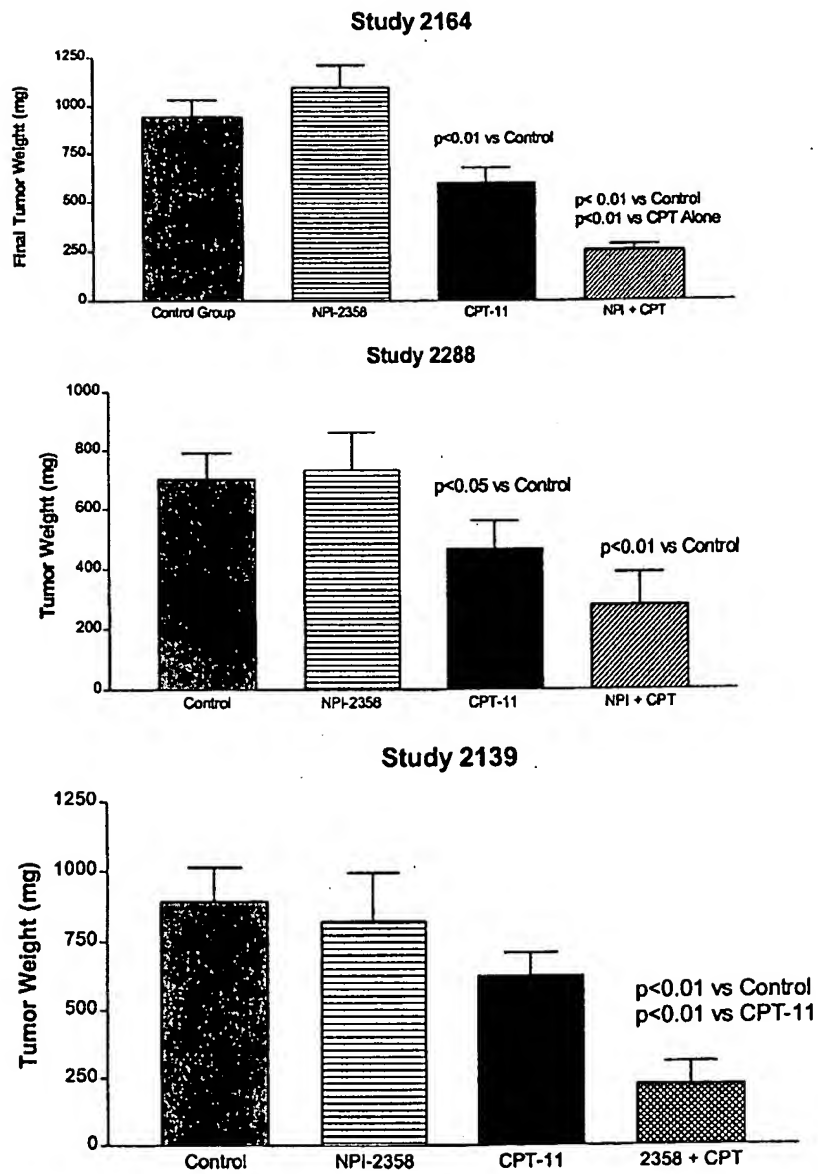 Study 2164
Final Tumor Weight (mg)
1250
1000
750
500
250
0
p<0.01 vs Control
p< 0.01 vs Control
p<0.01 vs CPT Alone
Control Group NPI-2358 CPT-11 NPI + CPT
Study 2288
Tumor Weight (mg)
1000
800
600
400
200
0
p<0.05 vs Control
p<0.01 vs Control
Control NPI-2358 CPT-11 NPI + CPT
Study 2139
Tumor Weight (mg)
1250
1000
750
500
250
0
p<0.01 vs Control
p<0.01 vs CPT-11
Control NPI-2358 CPT-11 2358 + CPT